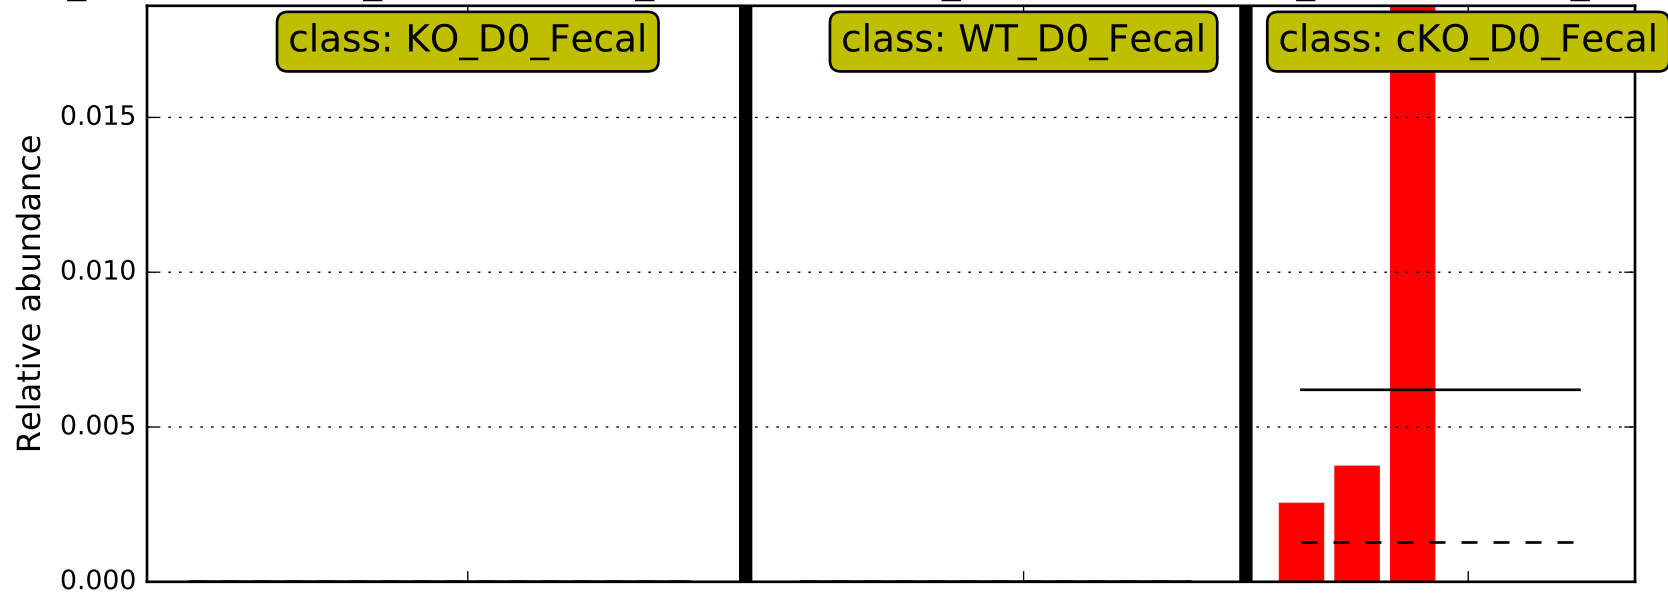 class: KO_D0_Fecal
class: WT_D0_Fecal
class: cKO_D0_Fecal
0.015
0.010
0.005
0.000
Relative abundance